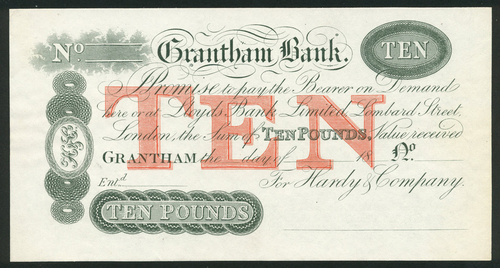 No Grantham Bank. TEN
I Promise to pay the Bearer on Demand
here or at Lloyds Bank Limited Lombard Street,
London, the Sum of TEN POUNDS. Value received
GRANTHAM the day of 18 No
Ent.d For Hardy & Company.
TEN POUNDS
TEN